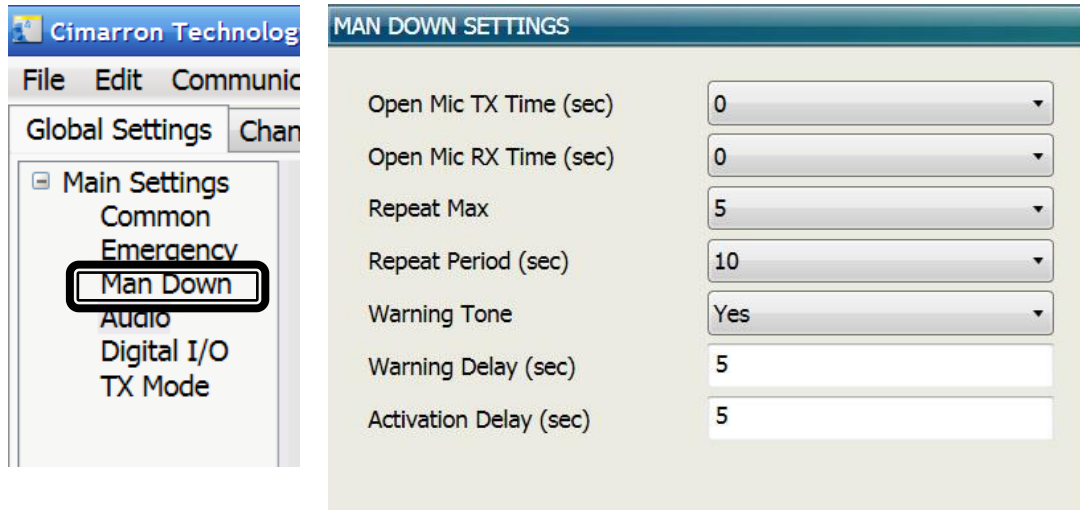 Cimarron Technolog
File Edit Communic
Global Settings Chan
Main Settings
Common
Emergency
Man Down
Audio
Digital I/O
TX Mode
MAN DOWN SETTINGS
Open Mic TX Time (sec) 0
Open Mic RX Time (sec) 0
Repeat Max 5
Repeat Period (sec) 10
Warning Tone Yes
Warning Delay (sec) 5
Activation Delay (sec) 5